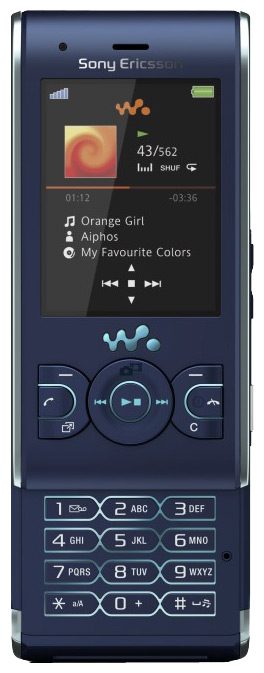 Sony Ericsson
43/562
SHUF
01:12 -03:36
Orange Girl
Aiphos
My Favourite Colors
C
1 2 ABC 3 DEF
4 GHI 5 JKL 6 MNO
7 PQRS 8 TUV 9 WXYZ
* a/A 0 + #